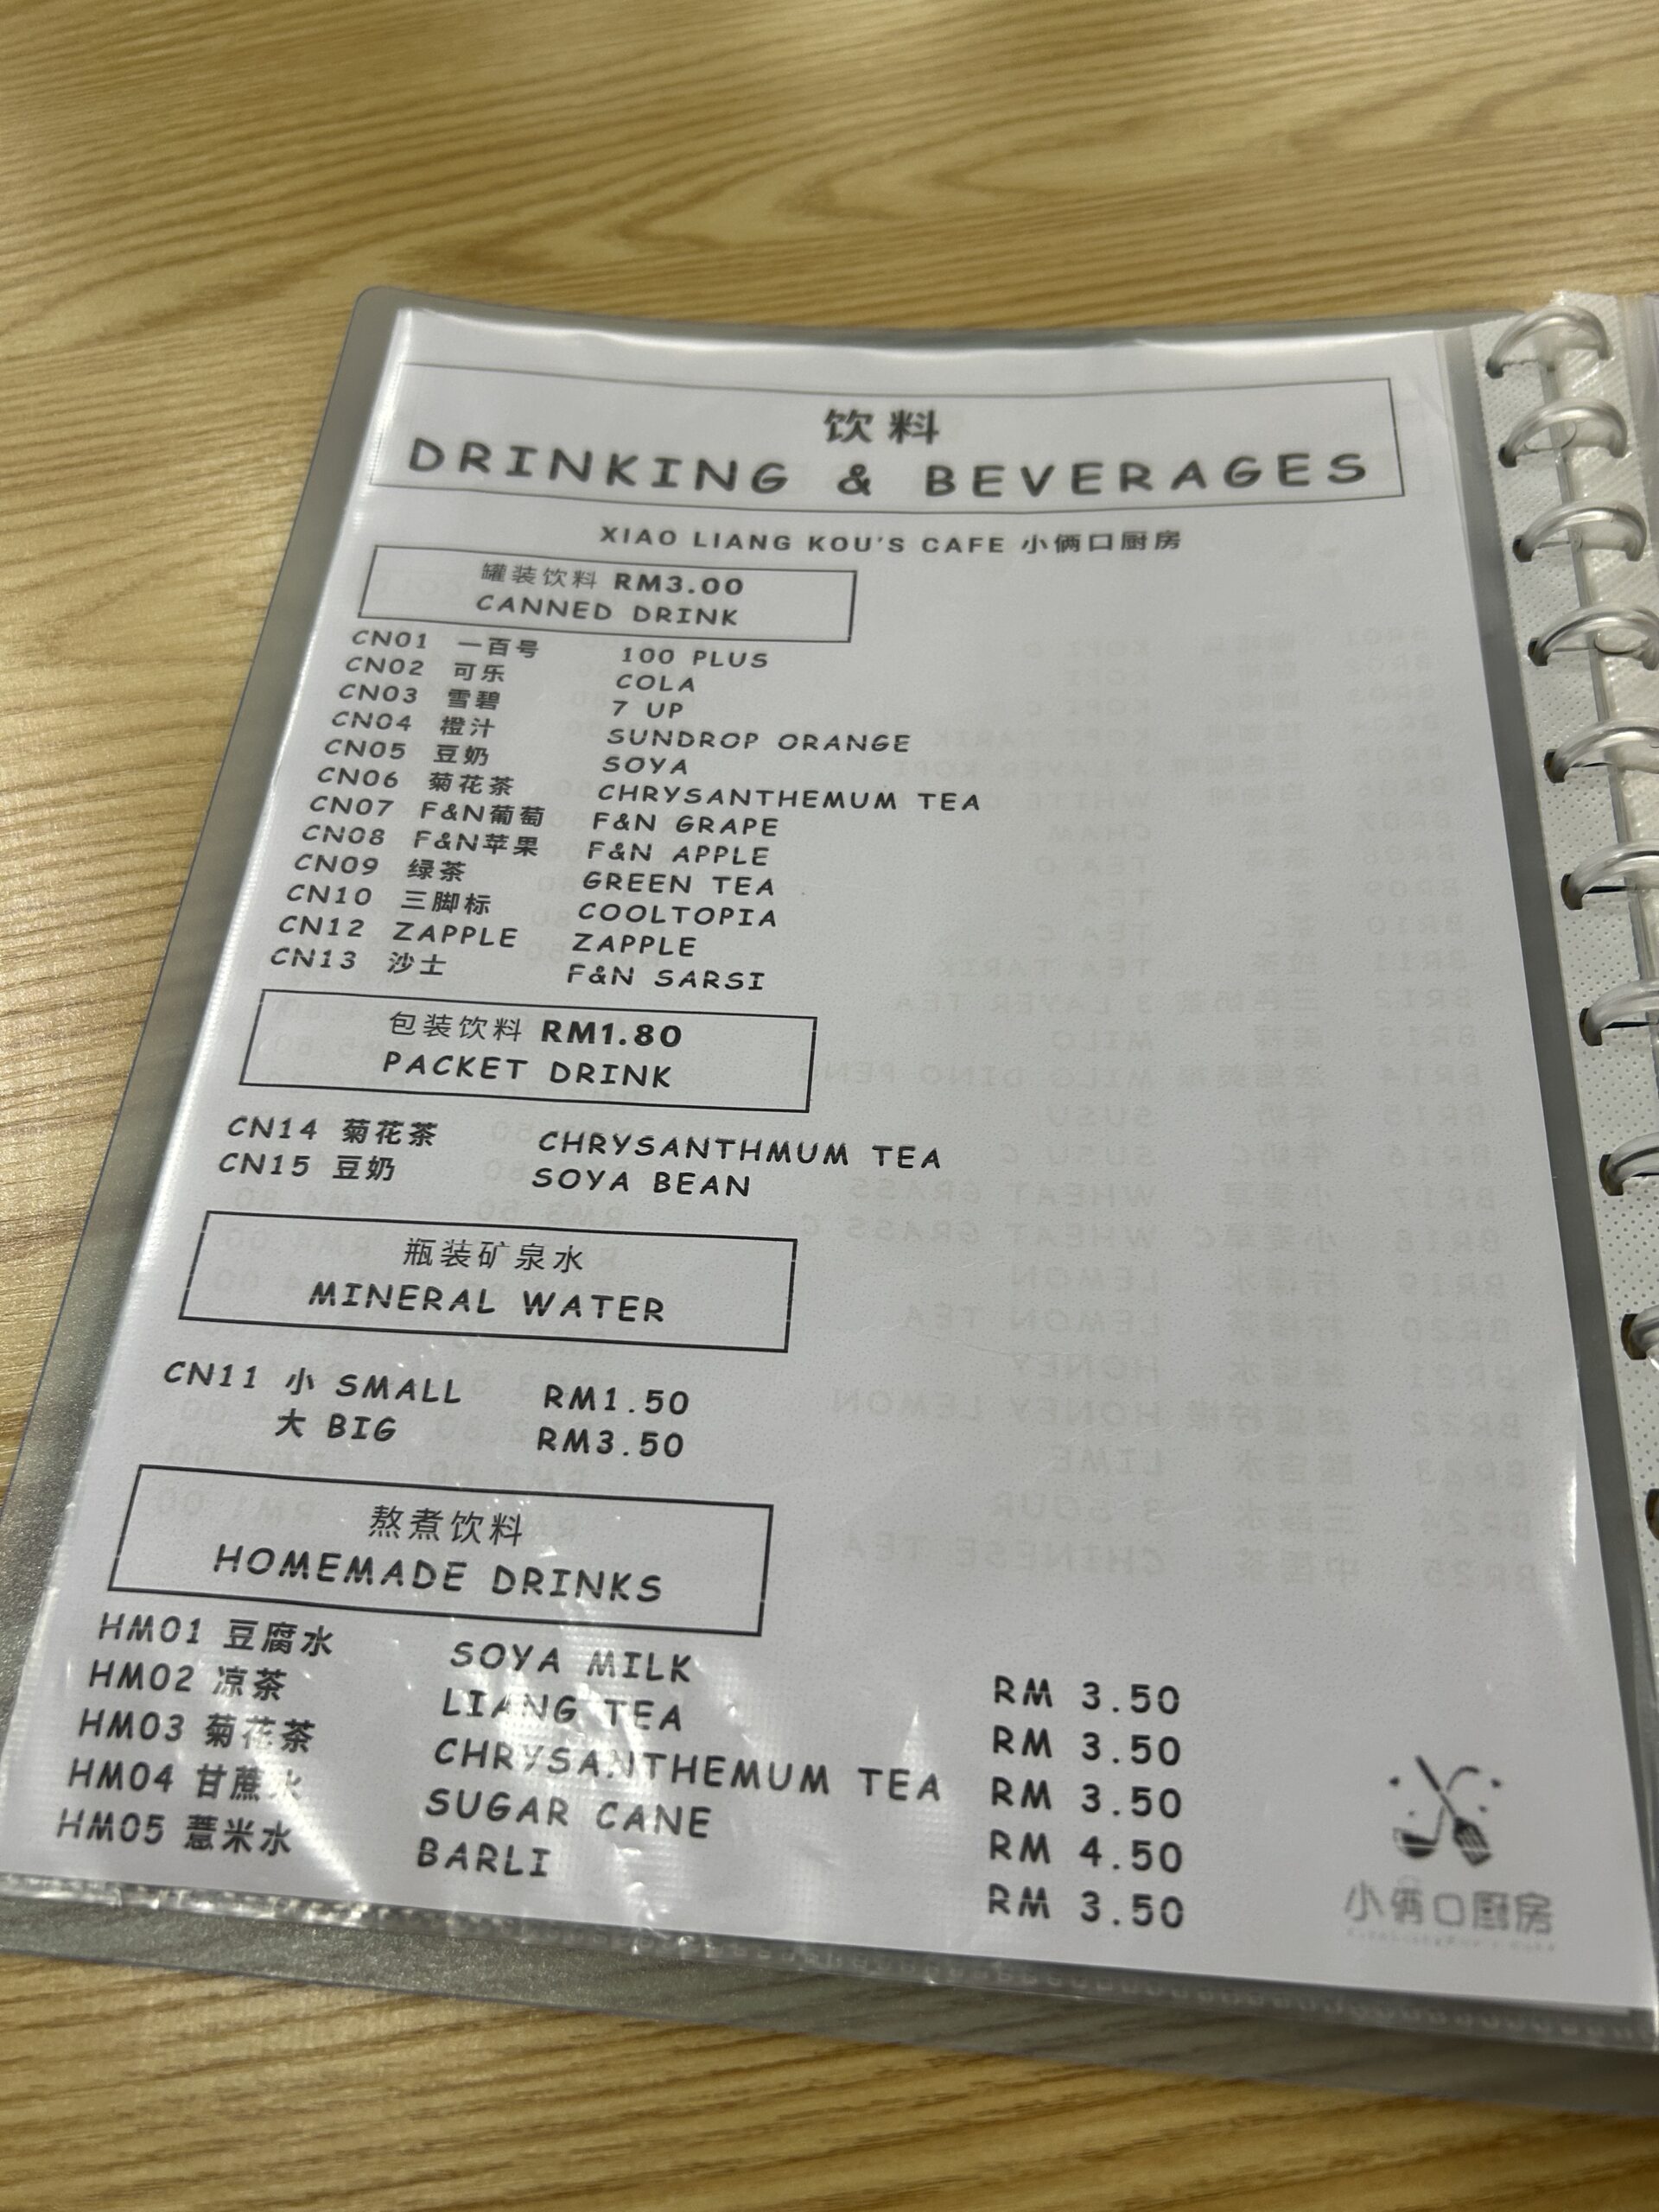 饮料
DRINKING & BEVERAGES
XIAO LIANG KOU'S CAFE 小俩口厨房
罐装饮料 RM3.00
CANNED DRINK
CN01 一百号 100 PLUS
CN02 可乐 COLA
CN03 雪碧 7 UP
CN04 橙汁 SUNDROP ORANGE
CN05 豆奶 SOYA
CN06 菊花茶 CHRYSANTHEMUM TEA
CN07 F&N葡萄 F&N GRAPE
CN08 F&N苹果 F&N APPLE
CN09 绿茶 GREEN TEA
CN10 三脚标 COOLTOPIA
CN12 ZAPPLE ZAPPLE
CN13 沙士 F&N SARSI
包装饮料 RM1.80
PACKET DRINK
CN14 菊花茶 CHRYSANTHMUM TEA
CN15 豆奶 SOYA BEAN
瓶装矿泉水
MINERAL WATER
CN11 小 SMALL RM1.50
大 BIG RM3.50
熬煮饮料
HOMEMADE DRINKS
HM01 豆腐水 SOYA MILK RM 3.50
HM02 凉茶 LIANG TEA RM 3.50
HM03 菊花茶 CHRYSANTHEMUM TEA RM 3.50
HM04 甘蔗水 SUGAR CANE RM 4.50
HM05 薏米水 BARLI RM 3.50
小俩口厨房